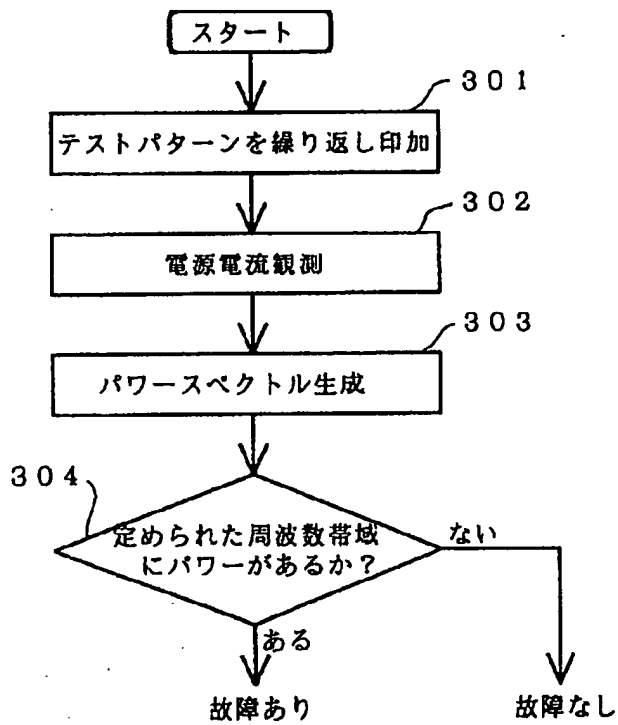 スタート
301
テストパターンを繰り返し印加
302
電源電流観測
303
パワースペクトル生成
304
定められた周波数帯域
にパワーがあるか?
ない
ある
故障あり
故障なし